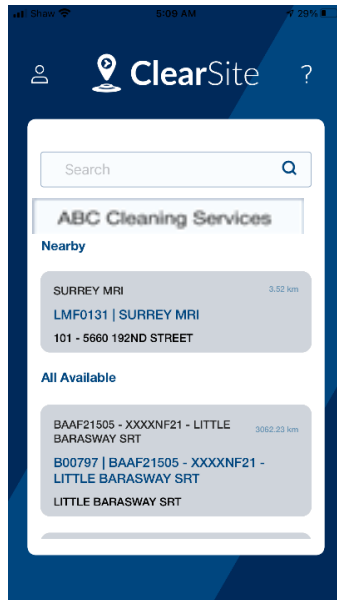 Shaw 5:09 AM 29%
ClearSite ?
Search
ABC Cleaning Services
Nearby
SURREY MRI 3.52 km
LMF0131 | SURREY MRI
101 - 5660 192ND STREET
All Available
BAAF21505 - XXXXNF21 - LITTLE 3062.23 km
BARASWAY SRT
B00797 | BAAF21505 - XXXXNF21 -
LITTLE BARASWAY SRT
LITTLE BARASWAY SRT